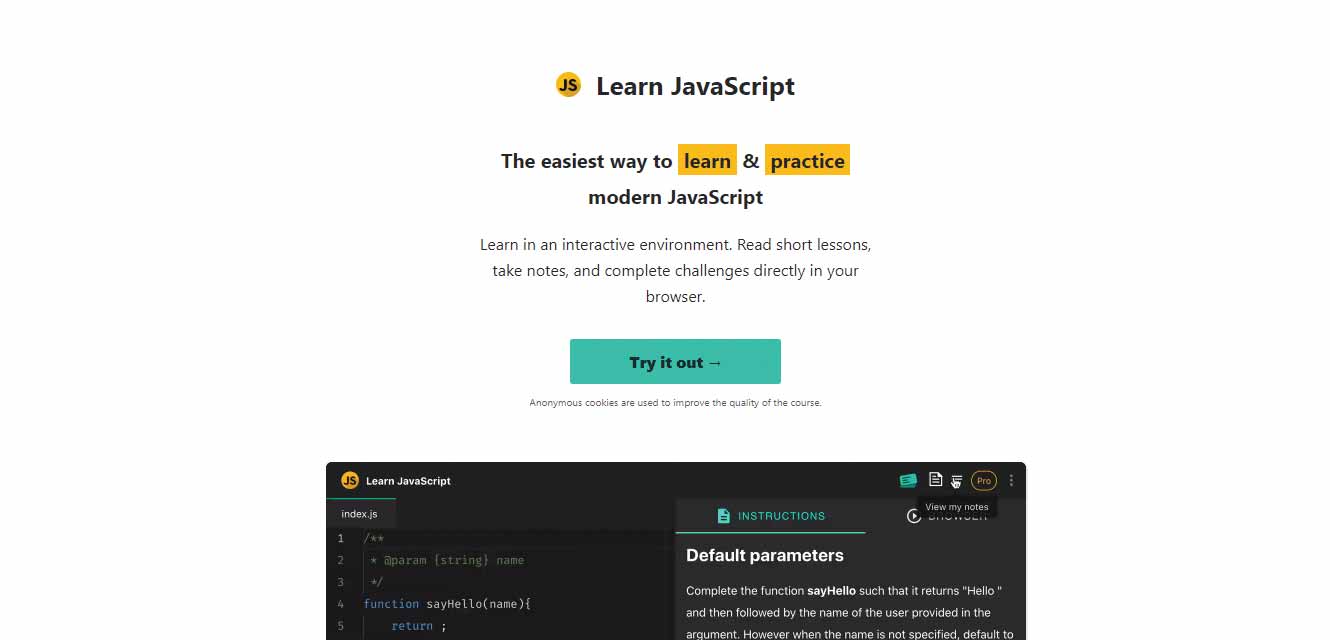 JS Learn JavaScript
The easiest way to learn & practice
modern JavaScript
Learn in an interactive environment. Read short lessons,
take notes, and complete challenges directly in your
browser.
Try it out →
Anonymous cookies are used to improve the quality of the course.
JS Learn JavaScript
Pro
View my notes
index.js
INSTRUCTIONS
BROWSER
1 /**
2 * @param {string} name
3 */
4 function sayHello(name){
5 return ;
Default parameters
Complete the function sayHello such that it returns "Hello "
and then followed by the name of the user provided in the
argument. However when the name is not specified, default to